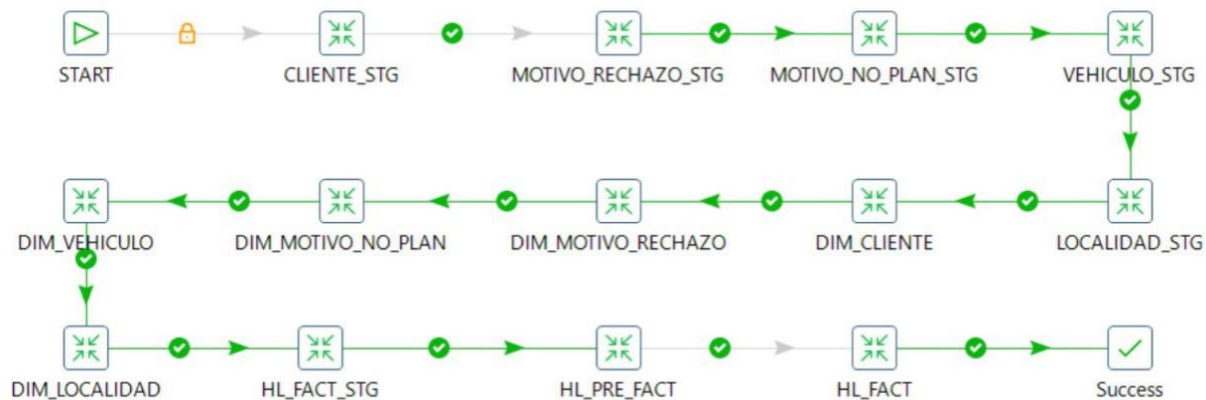 START
CLIENTE_STG
MOTIVO_RECHAZO_STG
MOTIVO_NO_PLAN_STG
VEHICULO_STG
DIM_VEHICULO
DIM_MOTIVO_NO_PLAN
DIM_MOTIVO_RECHAZO
DIM_CLIENTE
LOCALIDAD_STG
DIM_LOCALIDAD
HL_FACT_STG
HL_PRE_FACT
HL_FACT
Success